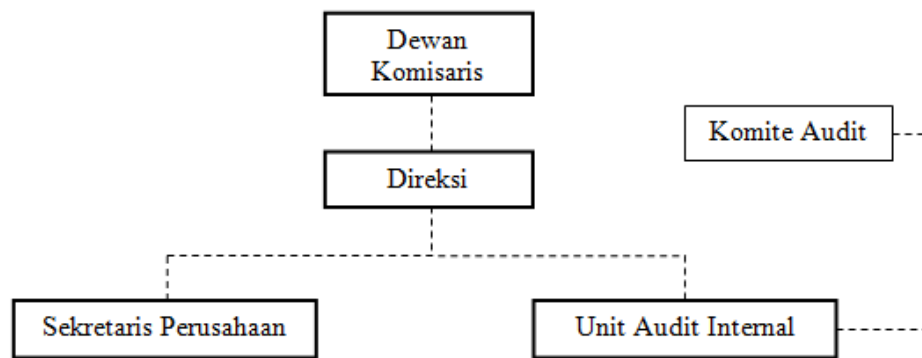 Dewan
Komisaris
Komite Audit
Direksi
Sekretaris Perusahaan
Unit Audit Internal